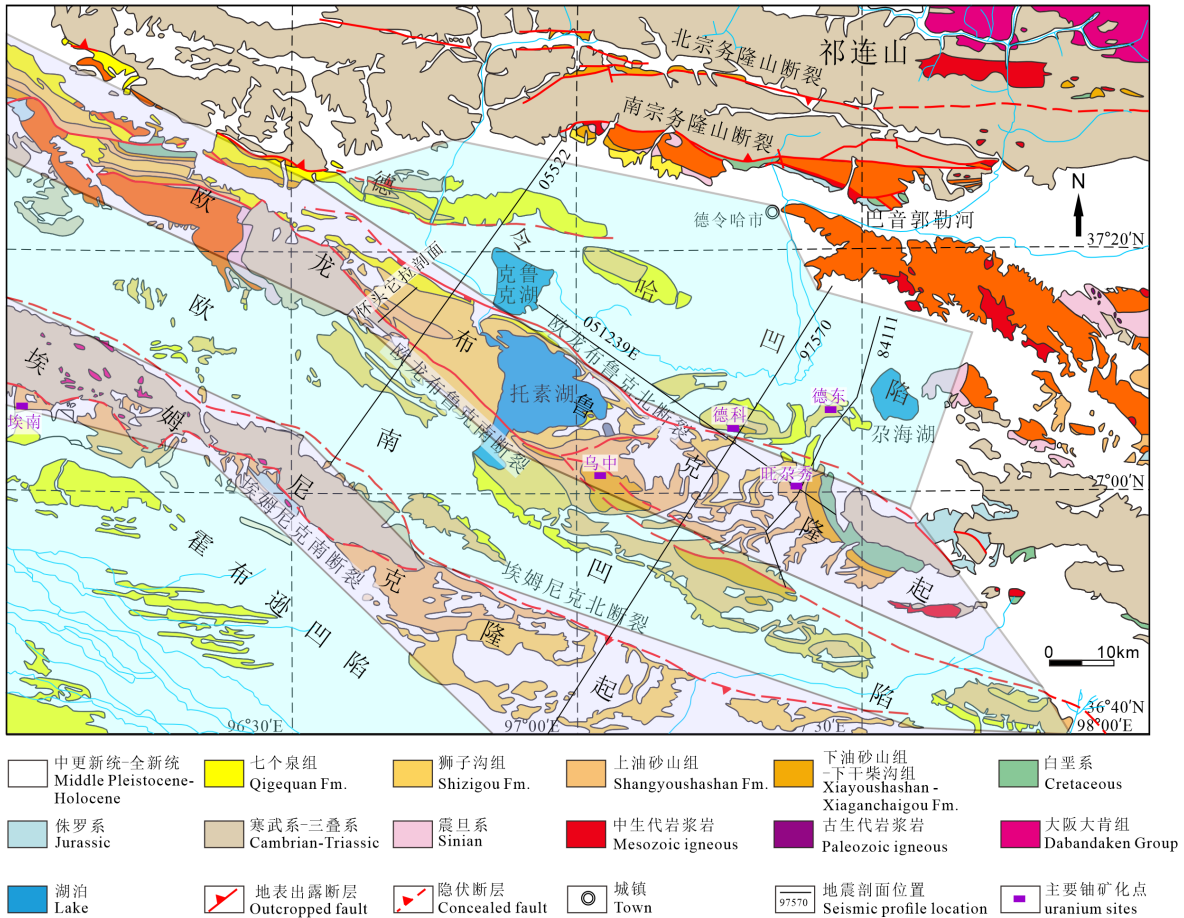 祁连山
北宗务隆山断裂
南宗务隆山断裂
N
德令哈市
巴音郭勒河
37°20′N
05522
德令哈凹陷
克鲁
克湖
欧龙布鲁克隆起
怀头它拉剖面
051239E
97570
84111
欧龙布鲁克北断裂
欧龙布鲁克南断裂
托素湖
德科
德东
尕海湖
乌中
旺尕秀
7°00′N
埃南
埃姆尼克隆起
欧南凹陷
埃姆尼克南断裂
埃姆尼克北断裂
霍布逊凹陷
0 10km
36°40′N
96°30′E
97°00′E
7°30′E
98°00′E
中更新统-全新统
Middle Pleistocene-
Holocene
七个泉组
Qigequan Fm.
狮子沟组
Shizigou Fm.
上油砂山组
Shangyoushashan Fm.
下油砂山组
-下干柴沟组
Xiayoushashan -
Xiaganchaigou Fm.
白垩系
Cretaceous
侏罗系
Jurassic
寒武系-三叠系
Cambrian-Triassic
震旦系
Sinian
中生代岩浆岩
Mesozoic igneous
古生代岩浆岩
Paleozoic igneous
大阪大肯组
Dabandaken Group
湖泊
Lake
地表出露断层
Outcropped fault
隐伏断层
Concealed fault
城镇
Town
97570
地震剖面位置
Seismic profile location
主要铀矿化点
uranium sites